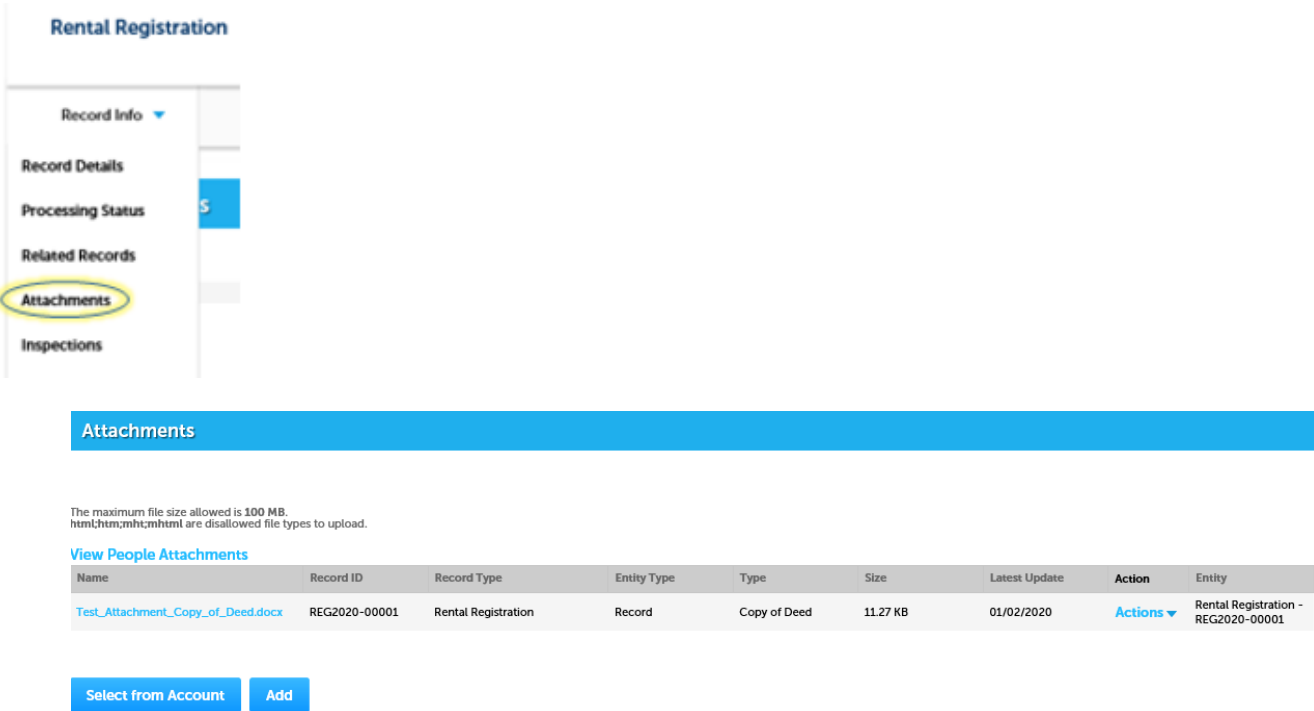 Rental Registration
Record Info
Record Details
Processing Status
s
Related Records
Attachments
Inspections
Attachments
The maximum file size allowed is 100 MB.
html;htm;mht;mhtml are disallowed file types to upload.
View People Attachments
Name Record ID Record Type Entity Type Type Size Latest Update Action Entity
Test_Attachment_Copy_of_Deed.docx REG2020-00001 Rental Registration Record Copy of Deed 11.27 KB 01/02/2020 Actions Rental Registration -
REG2020-00001
Select from Account Add